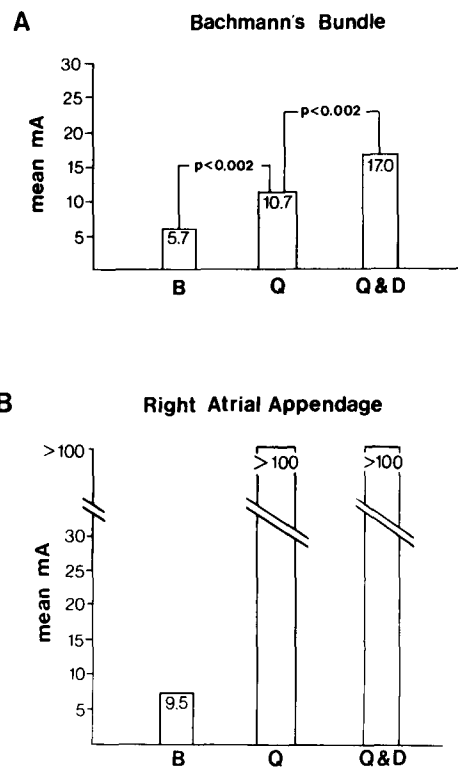 A
Bachmann's Bundle
30
25
20
15
10
5
mean mA
p<0.002
p<0.002
5.7
10.7
17.0
B
Q
Q & D
B
Right Atrial Appendage
>100
30
25
20
15
10
5
mean mA
>100
>100
9.5
B
Q
Q & D